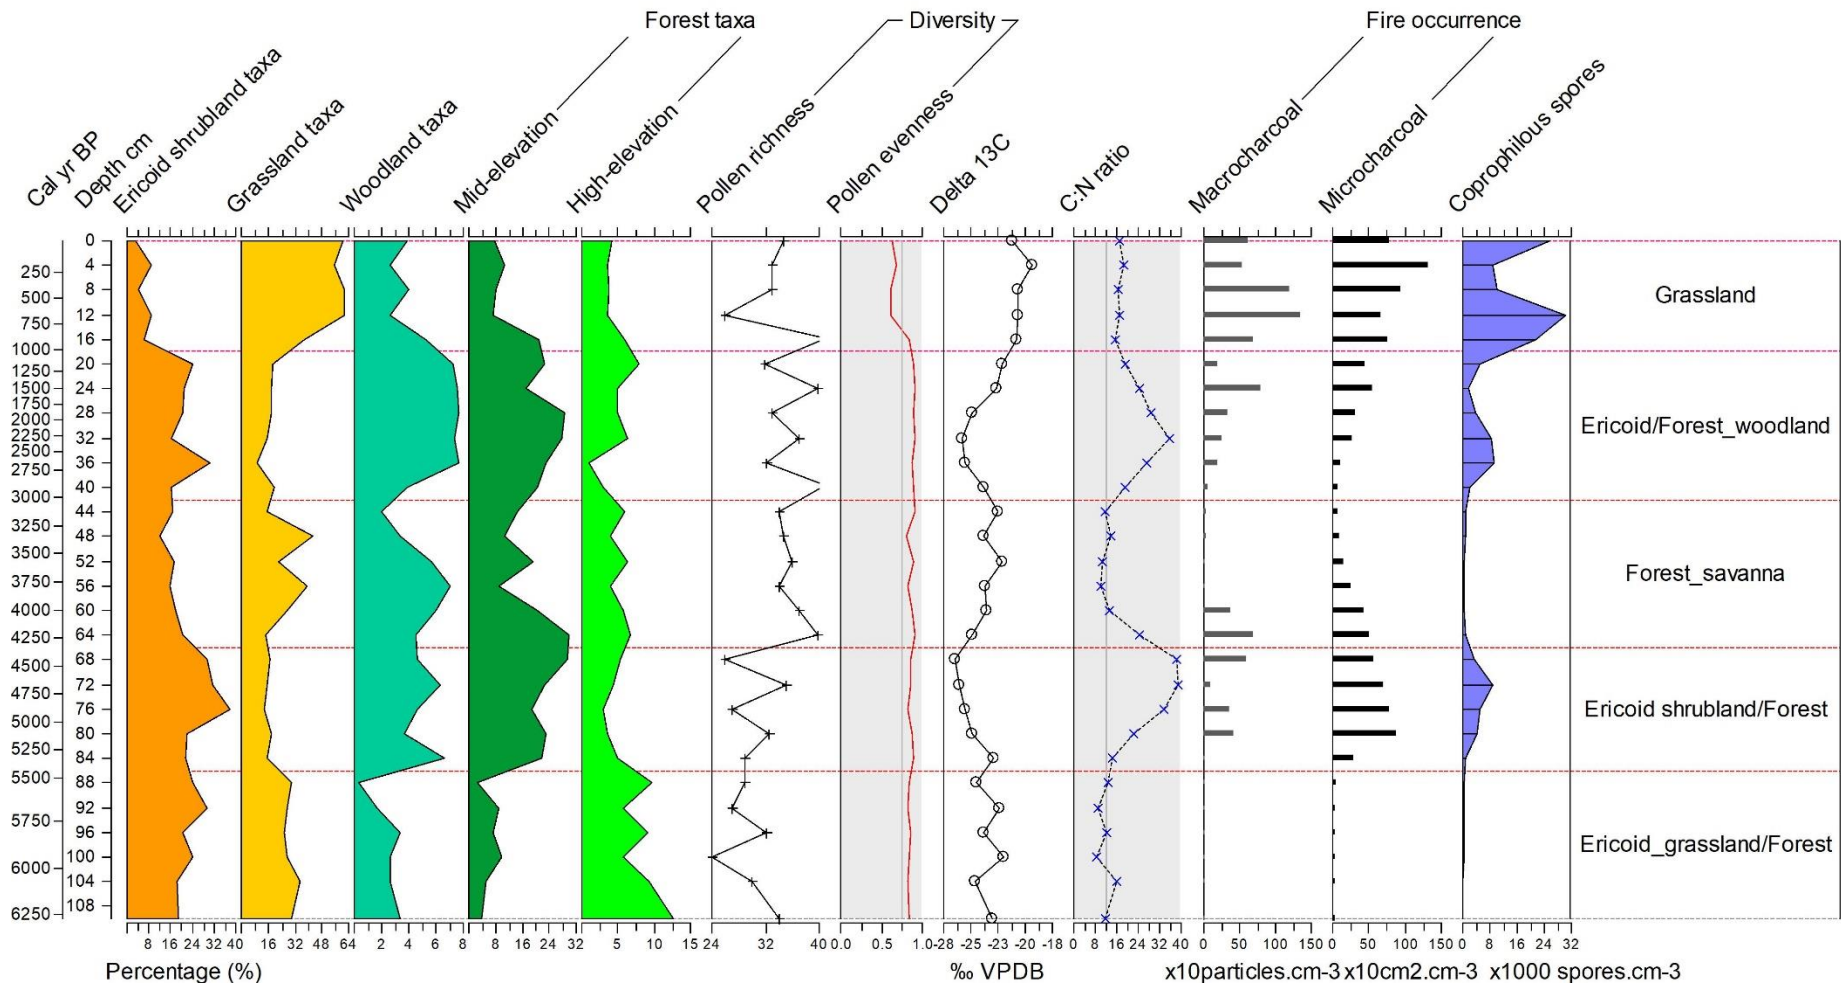 Forest taxa
Diversity
Fire occurrence
Cal yr BP
Depth cm
Ericoid shrubland taxa
Grassland taxa
Woodland taxa
Mid-elevation
High-elevation
Pollen richness
Pollen evenness
Delta 13C
C:N ratio
Macrocharcoal
Microcharcoal
Coprophilous spores
0
4
250
8
500
12
750
16
1000
20
1250
24
1500
1750
28
2000
2250
32
2500
36
2750
40
3000
44
3250
48
3500
52
3750
56
4000
60
4250
64
4500
68
4750
72
5000
76
80
5250
84
5500
88
92
5750
96
100
6000
104
108
6250
Grassland
Ericoid/Forest_woodland
Forest_savanna
Ericoid shrubland/Forest
Ericoid_grassland/Forest
8 16 24 32 40
16 32 48 64
2 4 6 8
8 16 24 32
5 10 15
24 32 40
0.0 0.5 1.0
-28 -25 -23 -20 -18
0 8 16 24 32 40
0 50 100 150
0 50 100 150
0 8 16 24 32
Percentage (%)
‰ VPDB
x10particles.cm-3
x10cm2.cm-3
x1000 spores.cm-3